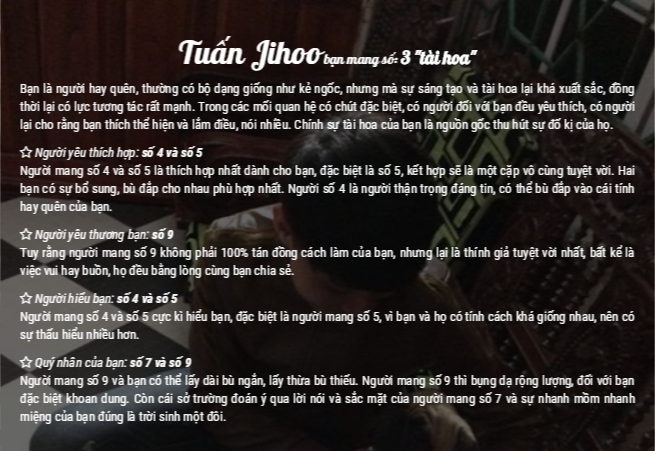 Tuấn Jihoo bạn mang số: 3 "tài hoa"
Bạn là người hay quên, thường có bộ dạng giống như kẻ ngốc, nhưng mà sự sáng tạo và tài hoa lại khá xuất sắc, đồng
thời lại có lực tương tác rất mạnh. Trong các mối quan hệ có chút đặc biệt, có người đối với bạn đều yêu thích, có người
lại cho rằng bạn thích thể hiện và lắm điều, nói nhiều. Chính sự tài hoa của bạn là nguồn gốc thu hút sự đố kị của họ.
☆ Người yêu thích hợp: số 4 và số 5
Người mang số 4 và số 5 là thích hợp nhất dành cho bạn, đặc biệt là số 5, kết hợp sẽ là một cặp vô cùng tuyệt vời. Hai
bạn có sự bổ sung, bù đắp cho nhau phù hợp nhất. Người số 4 là người thận trọng đáng tin, có thể bù đắp vào cái tính
hay quên của bạn.
☆ Người yêu thương bạn: số 9
Tuy rằng người mang số 9 không phải 100% tán đồng cách làm của bạn, nhưng lại là thính giả tuyệt vời nhất, bất kể là
việc vui hay buồn, họ đều bằng lòng cùng bạn chia sẻ.
☆ Người hiểu bạn: số 4 và số 5
Người mang số 4 và số 5 cực kì hiểu bạn, đặc biệt là người mang số 5, vì bạn và họ có tính cách khá giống nhau, nên có
sự thấu hiểu nhiều hơn.
☆ Quý nhân của bạn: số 7 và số 9
Người mang số 9 và bạn có thể lấy dài bù ngắn, lấy thừa bù thiếu. Người mang số 9 thì bụng dạ rộng lượng, đối với bạn
đặc biệt khoan dung. Còn cái sở trường đoán ý qua lời nói và sắc mặt của người mang số 7 và sự nhanh mồm nhanh
miệng của bạn đúng là trời sinh một đôi.